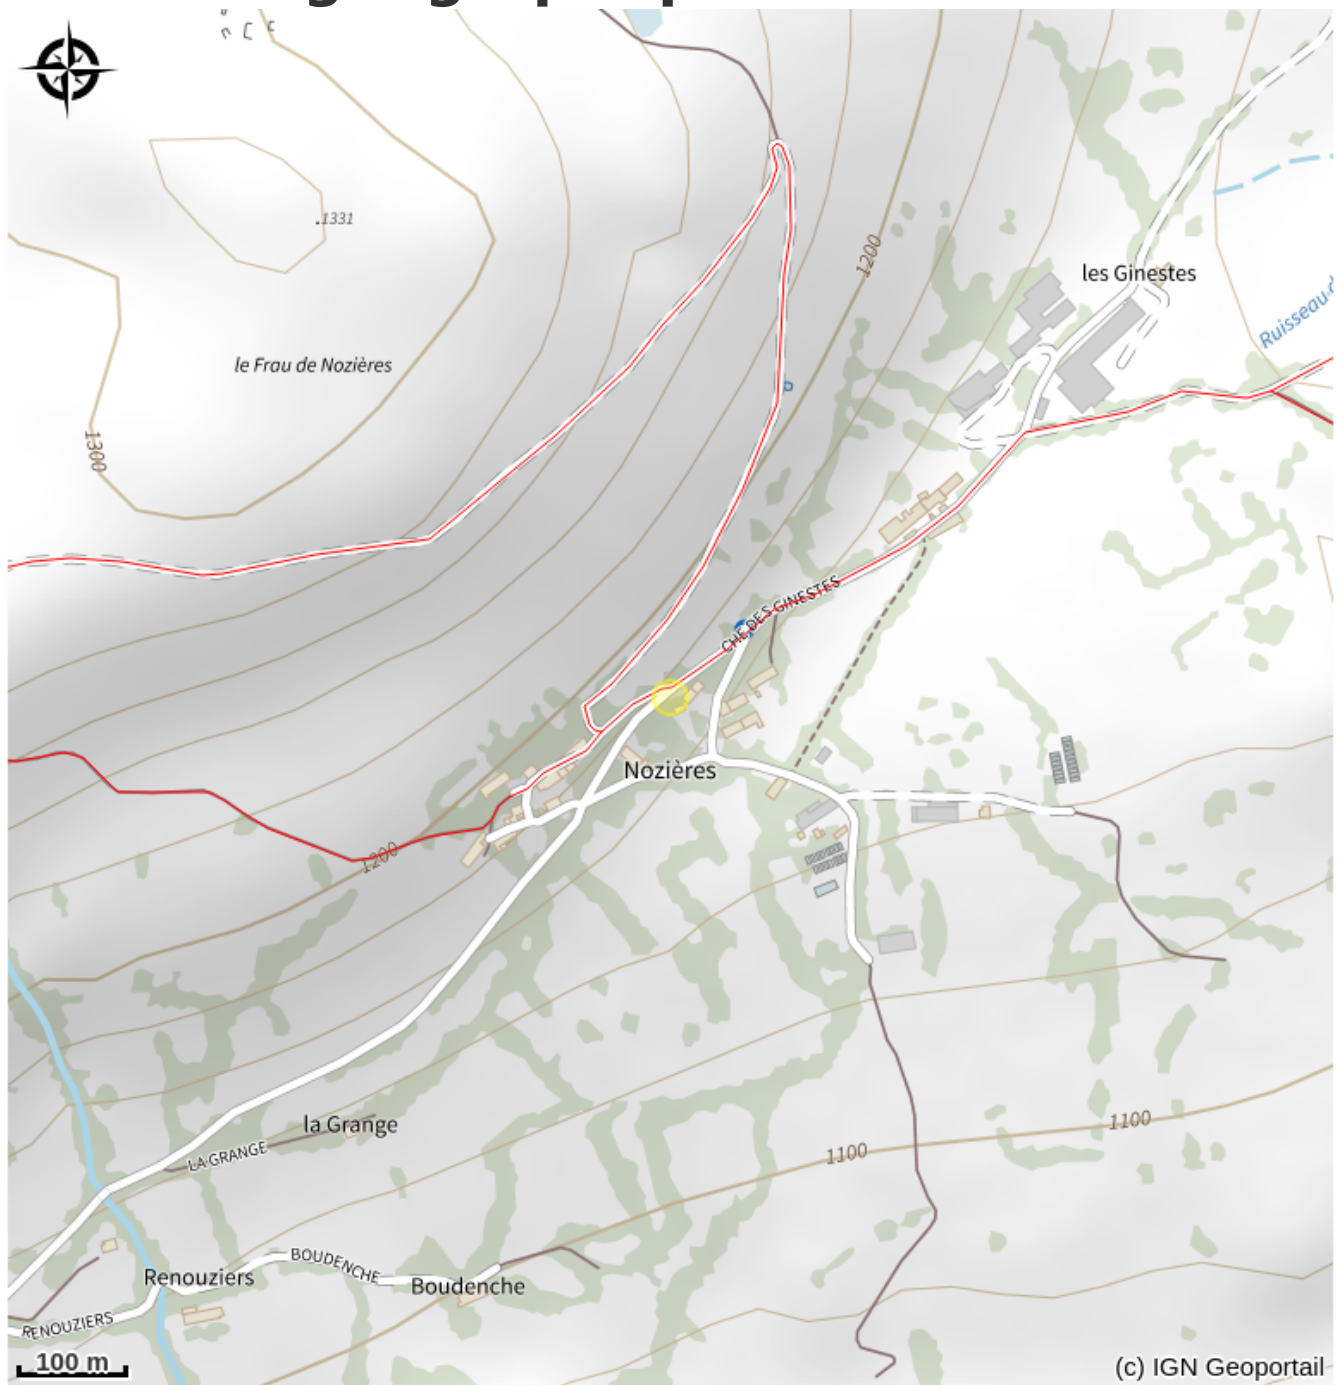 .1331
1200
les Ginestes
Ruisseau
le Frau de Nozières
1300
CHE DES GINESTES
Nozières
1200
la Grange
LA GRANGE
1100
1100
BOUDENCHE
Renouziers
Boudenche
RENOUZIERS
100 m
(c) IGN Geoportail